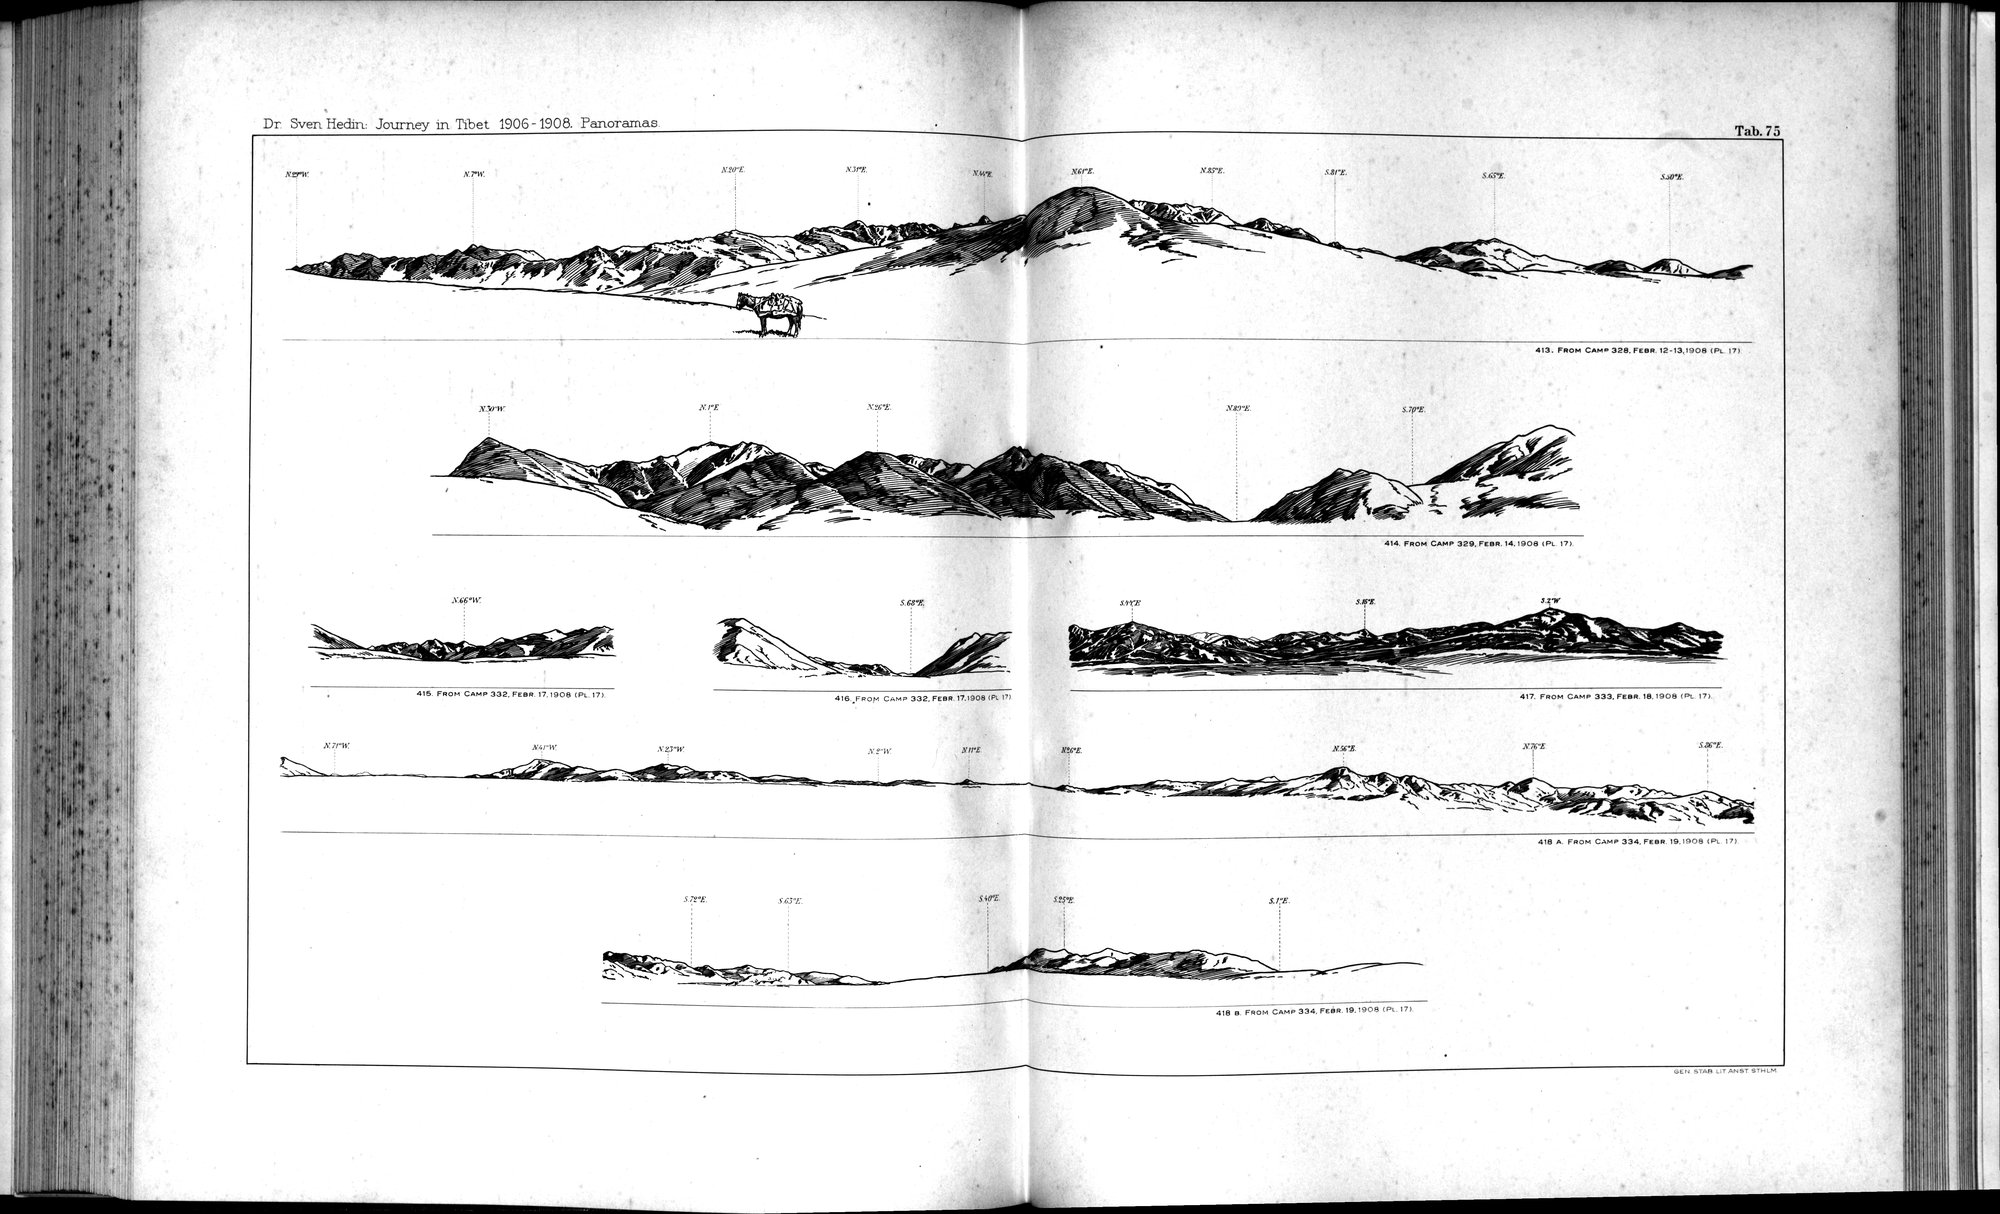 Dr. Sven Hedin: Journey in Tibet 1906-1908. Panoramas.
Tab. 75
N.29°W. N.7°W. N.20°E. N.31°E. N.44°E. N.61°E. N.85°E. S.81°E. S.65°E. S.50°E.
413. FROM CAMP 328, FEBR. 12-13, 1908 (PL. 17)
N.30°W. N.1°E N.26°E. N.89°E. S.70°E.
414. FROM CAMP 329, FEBR. 14, 1908 (PL. 17).
N.66°W. S.68°E. S.44°E S.16°E. S.2°W
415. FROM CAMP 332, FEBR. 17, 1908 (PL. 17).
416. FROM CAMP 332, FEBR. 17, 1908 (PL. 17)
417. FROM CAMP 333, FEBR. 18, 1908 (PL. 17).
N.71°W. N.41°W. N.23°W. N.2°W. N.11°E. N.26°E. N.56°E. N.76°E S.86°E.
418 A. FROM CAMP 334, FEBR. 19, 1908 (PL. 17)
S.72°E. S.63°E. S.40°E. S.25°E. S.1°E.
418 B. FROM CAMP 334, FEBR. 19, 1908 (PL. 17).
GEN. STAB. LIT. ANST. STHLM.